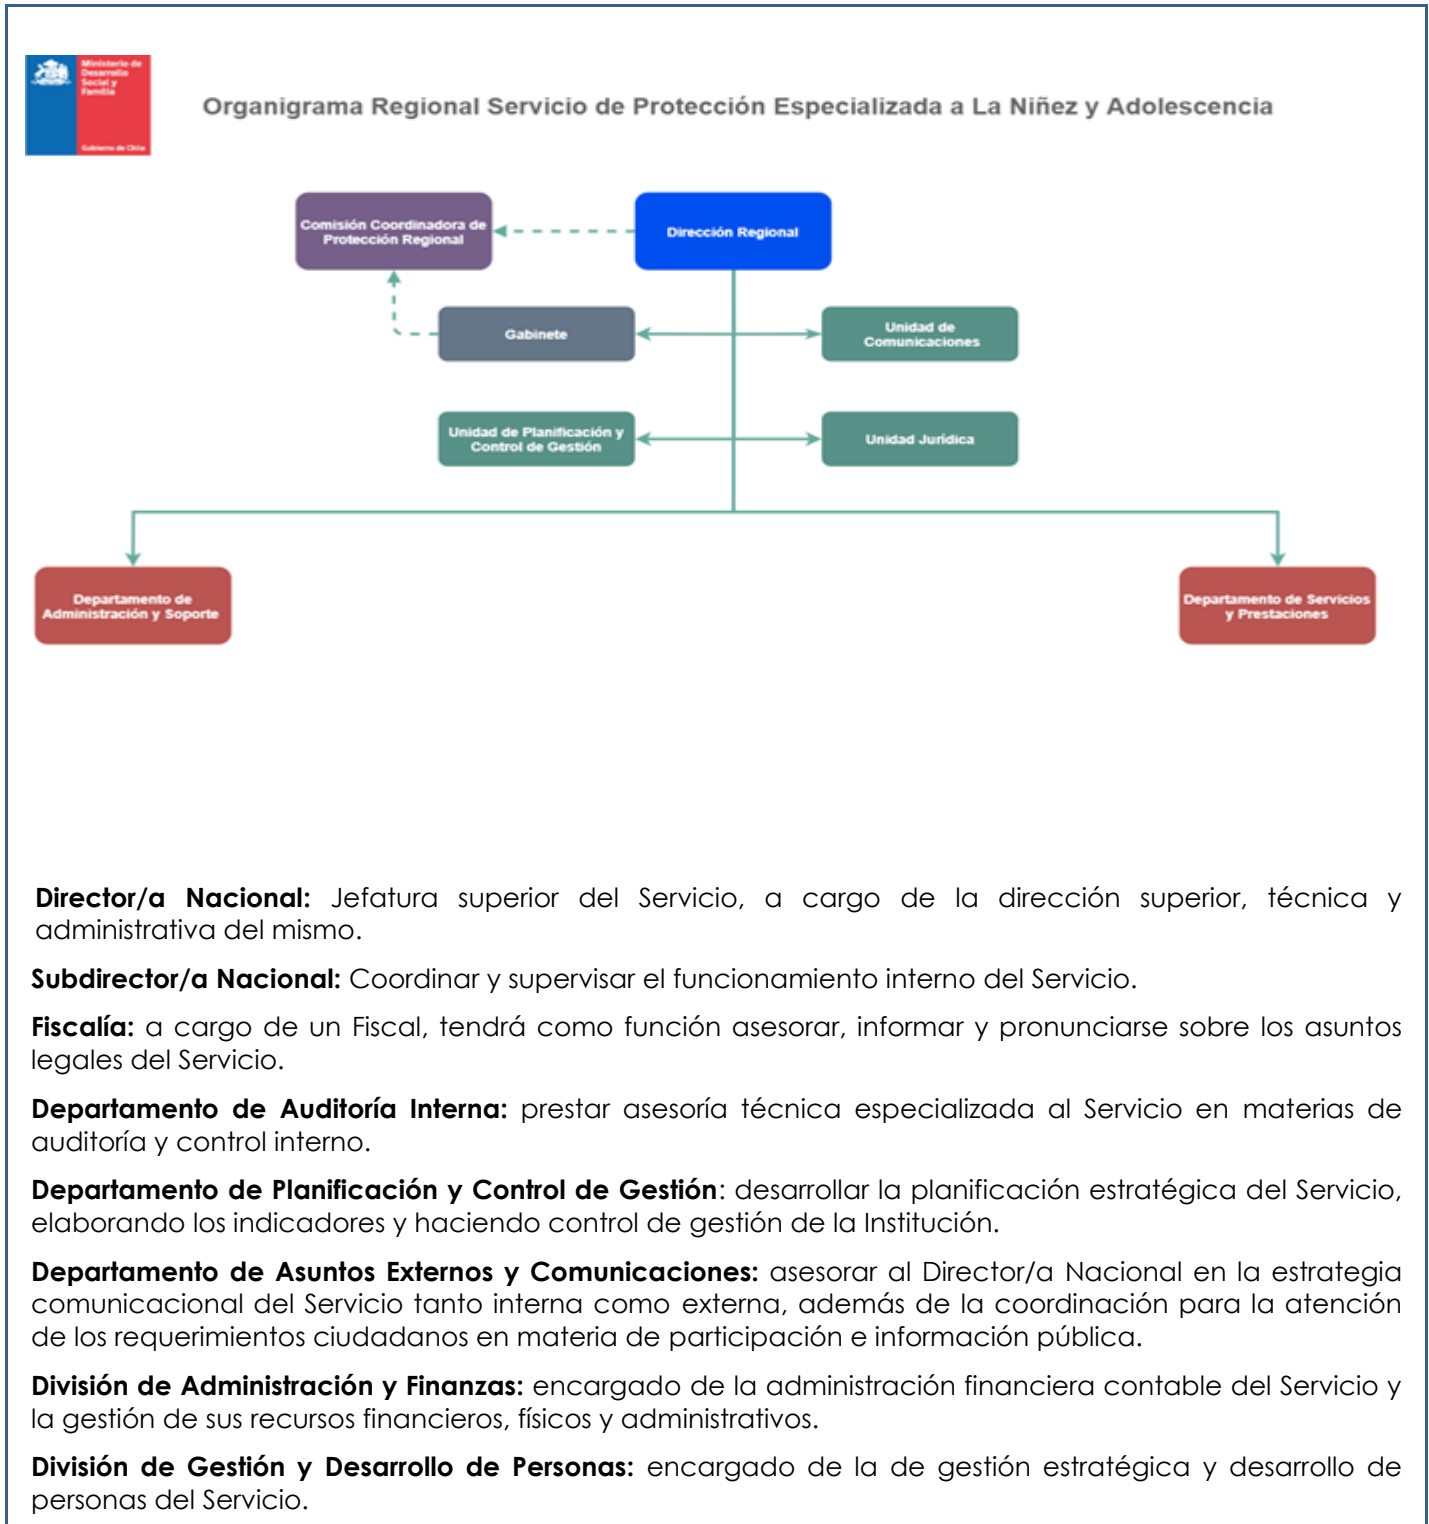 Ministerio de
Desarrollo
Social y
Familia
Gobierno de Chile
Organigrama Regional Servicio de Protección Especializada a La Niñez y Adolescencia
Comisión Coordinadora de
Protección Regional
Dirección Regional
Gabinete
Unidad de
Comunicaciones
Unidad de Planificación y
Control de Gestión
Unidad Jurídica
Departamento de
Administración y Soporte
Departamento de Servicios
y Prestaciones
Director/a Nacional: Jefatura superior del Servicio, a cargo de la dirección superior, técnica y
administrativa del mismo.
Subdirector/a Nacional: Coordinar y supervisar el funcionamiento interno del Servicio.
Fiscalía: a cargo de un Fiscal, tendrá como función asesorar, informar y pronunciarse sobre los asuntos
legales del Servicio.
Departamento de Auditoría Interna: prestar asesoría técnica especializada al Servicio en materias de
auditoría y control interno.
Departamento de Planificación y Control de Gestión: desarrollar la planificación estratégica del Servicio,
elaborando los indicadores y haciendo control de gestión de la Institución.
Departamento de Asuntos Externos y Comunicaciones: asesorar al Director/a Nacional en la estrategia
comunicacional del Servicio tanto interna como externa, además de la coordinación para la atención
de los requerimientos ciudadanos en materia de participación e información pública.
División de Administración y Finanzas: encargado de la administración financiera contable del Servicio y
la gestión de sus recursos financieros, físicos y administrativos.
División de Gestión y Desarrollo de Personas: encargado de la de gestión estratégica y desarrollo de
personas del Servicio.